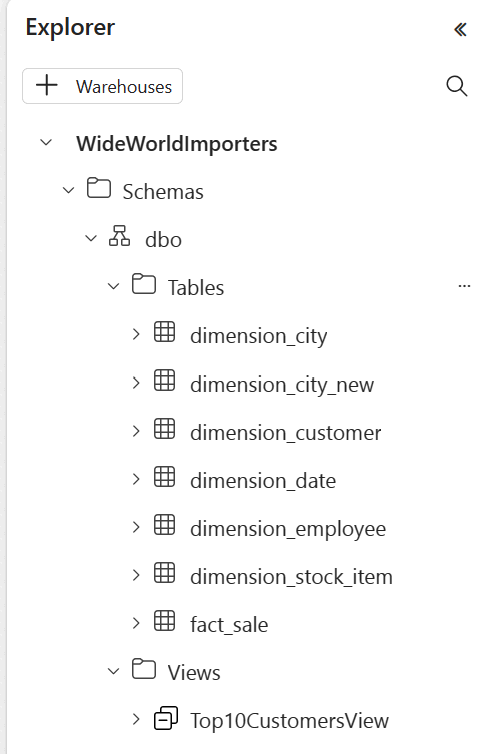 Explorer
Warehouses
WideWorldImporters
Schemas
dbo
Tables
dimension_city
dimension_city_new
dimension_customer
dimension_date
dimension_employee
dimension_stock_item
fact_sale
Views
Top10CustomersView